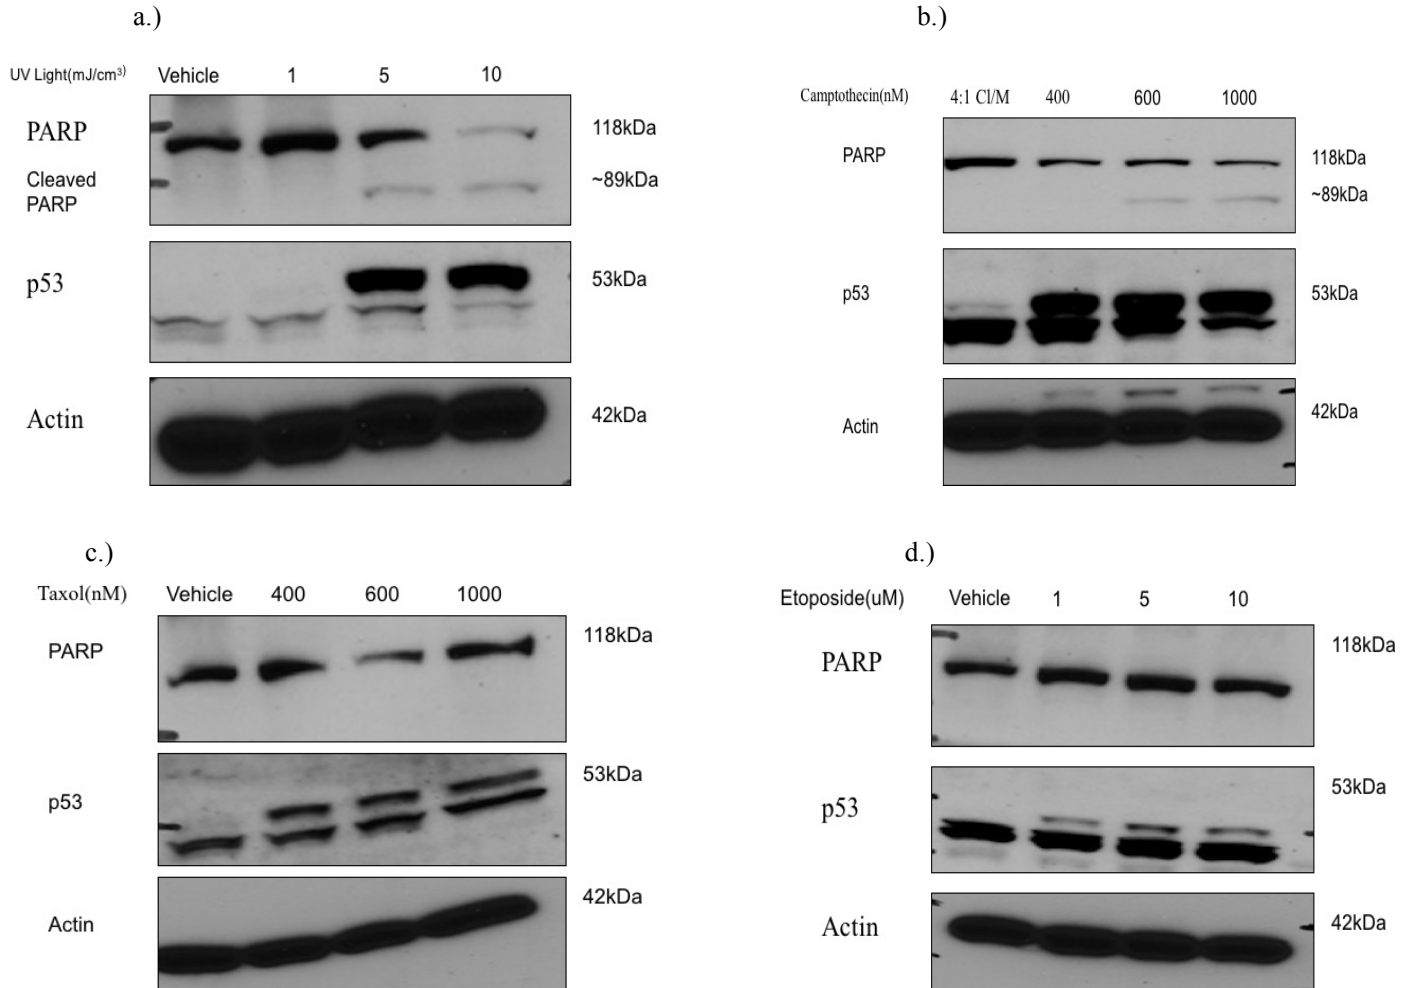 a.)
UV Light(mJ/cm³) Vehicle 1 5 10
PARP 118kDa
Cleaved ~89kDa
PARP
p53 53kDa
Actin 42kDa
b.)
Camptothecin(nM) 4:1 Cl/M 400 600 1000
PARP 118kDa
~89kDa
p53 53kDa
Actin 42kDa
c.)
Taxol(nM) Vehicle 400 600 1000
PARP 118kDa
p53 53kDa
Actin 42kDa
d.)
Etoposide(uM) Vehicle 1 5 10
PARP 118kDa
p53 53kDa
Actin 42kDa